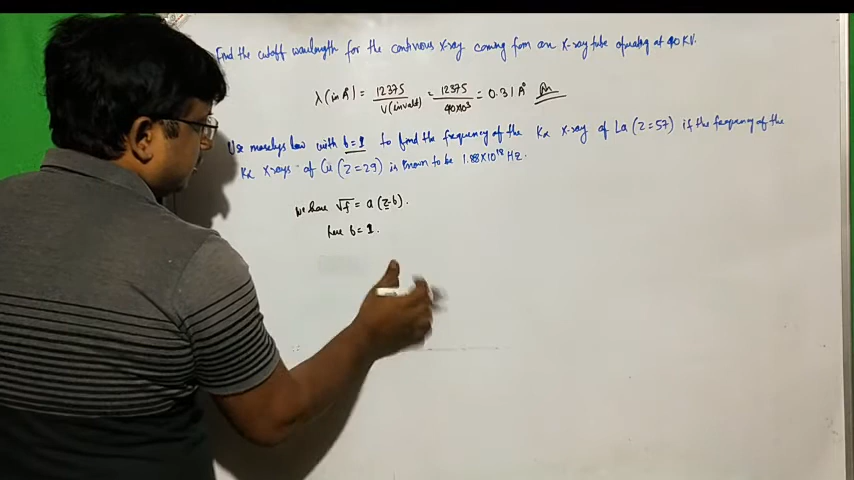 Find the cutoff wavelength for the continuous X-ray coming from an X-ray tube operating at 40 KV.
λ (in A°) = 12375 / V (in volt) = 12375 / 40×10³ = 0.31 A°
Use moseleys law with b = 1 to find the frequency of the Kα X-ray of La (Z=57) if the frequency of the
Kα X-rays of Cu (Z=29) is known to be 1.88×10¹⁸ Hz.
We have √f = a (Z-b).
here b = 1.